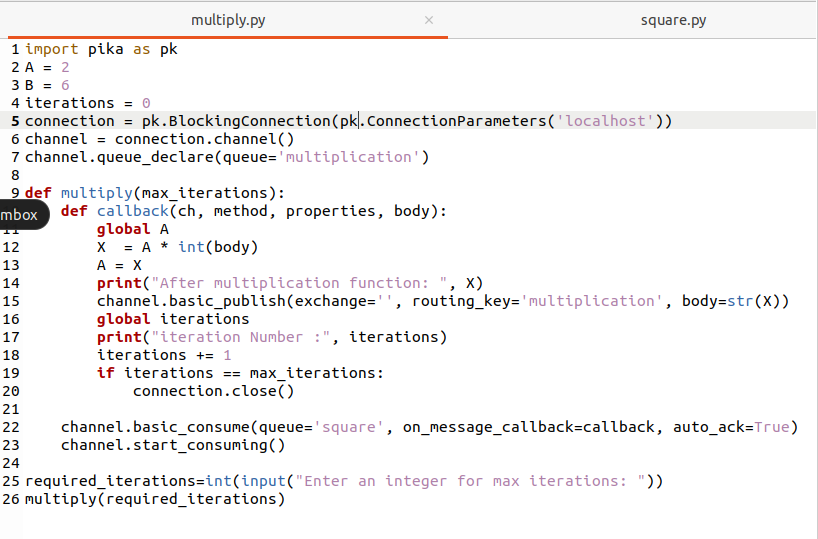 multiply.py × square.py
1 import pika as pk
2 A = 2
3 B = 6
4 iterations = 0
5 connection = pk.BlockingConnection(pk.ConnectionParameters('localhost'))
6 channel = connection.channel()
7 channel.queue_declare(queue='multiplication')
8
9 def multiply(max_iterations):
mbox     def callback(ch, method, properties, body):
11         global A
12         X  = A * int(body)
13         A = X
14         print("After multiplication function: ", X)
15         channel.basic_publish(exchange='', routing_key='multiplication', body=str(X))
16         global iterations
17         print("iteration Number :", iterations)
18         iterations += 1
19         if iterations == max_iterations:
20             connection.close()
21
22     channel.basic_consume(queue='square', on_message_callback=callback, auto_ack=True)
23     channel.start_consuming()
24
25 required_iterations=int(input("Enter an integer for max iterations: "))
26 multiply(required_iterations)